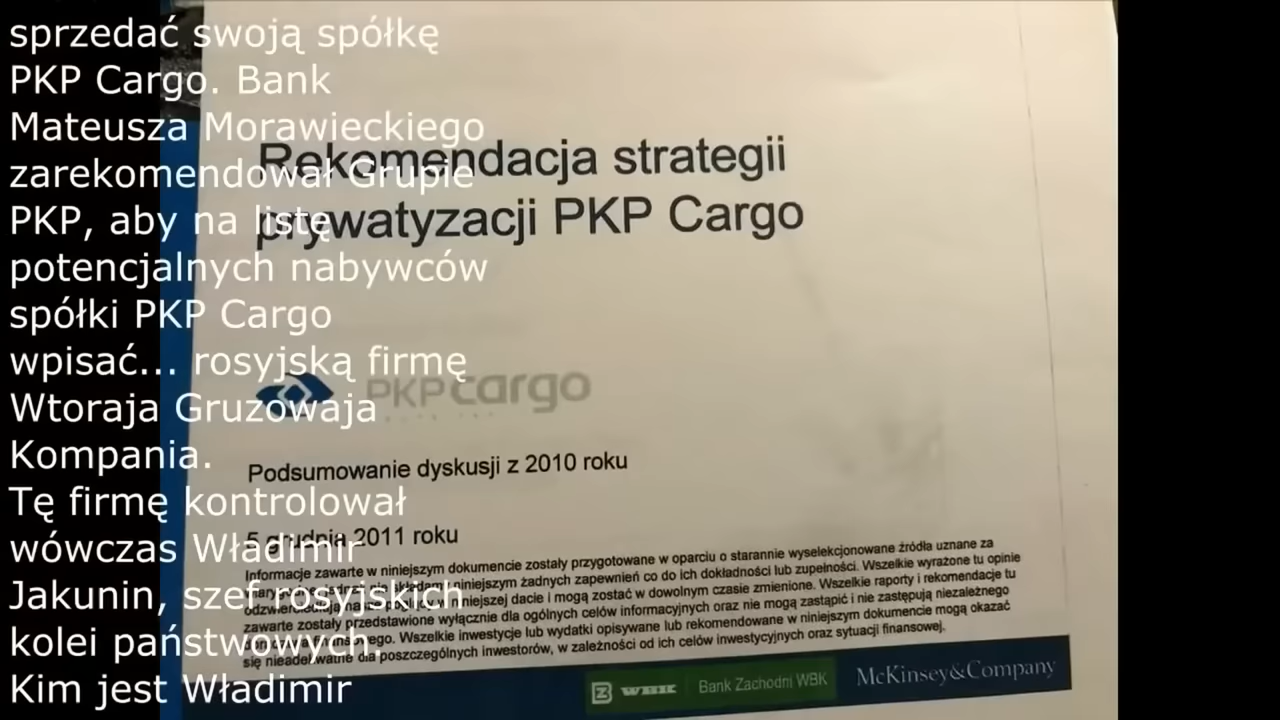 sprzedać swoją spółkę
PKP Cargo. Bank
Mateusza Morawieckiego
zarekomendował Grupie
PKP, aby na listę
potencjalnych nabywców
spółki PKP Cargo
wpisać... rosyjską firmę
Wtoraja Gruzowaja
Kompania.
Tę firmę kontrolował
wówczas Władimir
Jakunin, szef rosyjskich
kolei państwowych.
Kim jest Władimir
Rekomendacja strategii
prywatyzacji PKP Cargo
PKP cargo
Podsumowanie dyskusji z 2010 roku
5 grudnia 2011 roku
Informacje zawarte w niniejszym dokumencie zostały przygotowane w oparciu o starannie wyselekcjonowane źródła uznane za
niniejszym żadnych zapewnień co do ich dokładności lub zupełności. Wszelkie wyrażone tu opinie
odzwierciedlają w niniejszej dacie i mogą zostać w dowolnym czasie zmienione. Wszelkie raporty i rekomendacje tu
zawarte zostały przedstawione wyłącznie dla ogólnych celów informacyjnych oraz nie mogą zastąpić i nie zastępują niezależnego
Wszelkie inwestycje lub wydatki opisywane lub rekomendowane w niniejszym dokumencie mogą okazać
się nieadekwatne dla poszczególnych inwestorów, w zależności od ich celów inwestycyjnych oraz sytuacji finansowej.
WBK Bank Zachodni WBK
McKinsey&Company